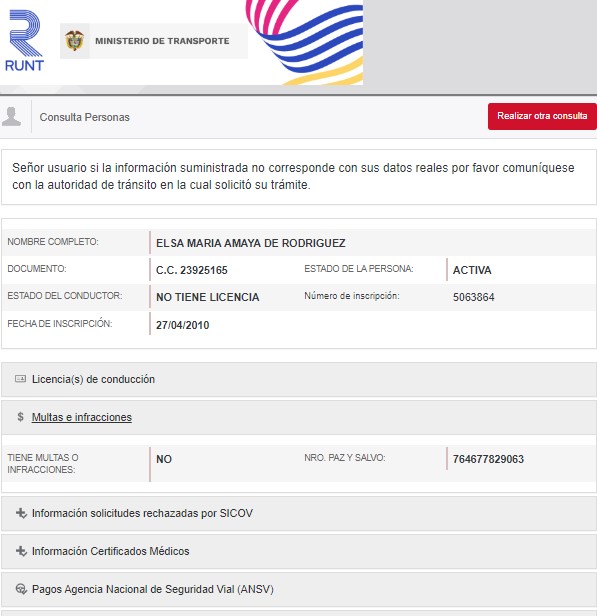 RUNT
MINISTERIO DE TRANSPORTE
Consulta Personas
Realizar otra consulta
Señor usuario si la información suministrada no corresponde con sus datos reales por favor comuníquese
con la autoridad de tránsito en la cual solicitó su trámite.
NOMBRE COMPLETO: ELSA MARIA AMAYA DE RODRIGUEZ
DOCUMENTO: C.C. 23925165 ESTADO DE LA PERSONA: ACTIVA
ESTADO DEL CONDUCTOR: NO TIENE LICENCIA Número de inscripción: 5063864
FECHA DE INSCRIPCIÓN: 27/04/2010
Licencia(s) de conducción
$ Multas e infracciones
TIENE MULTAS O
INFRACCIONES: NO NRO. PAZ Y SALVO: 764677829063
Información solicitudes rechazadas por SICOV
Información Certificados Médicos
Pagos Agencia Nacional de Seguridad Vial (ANSV)